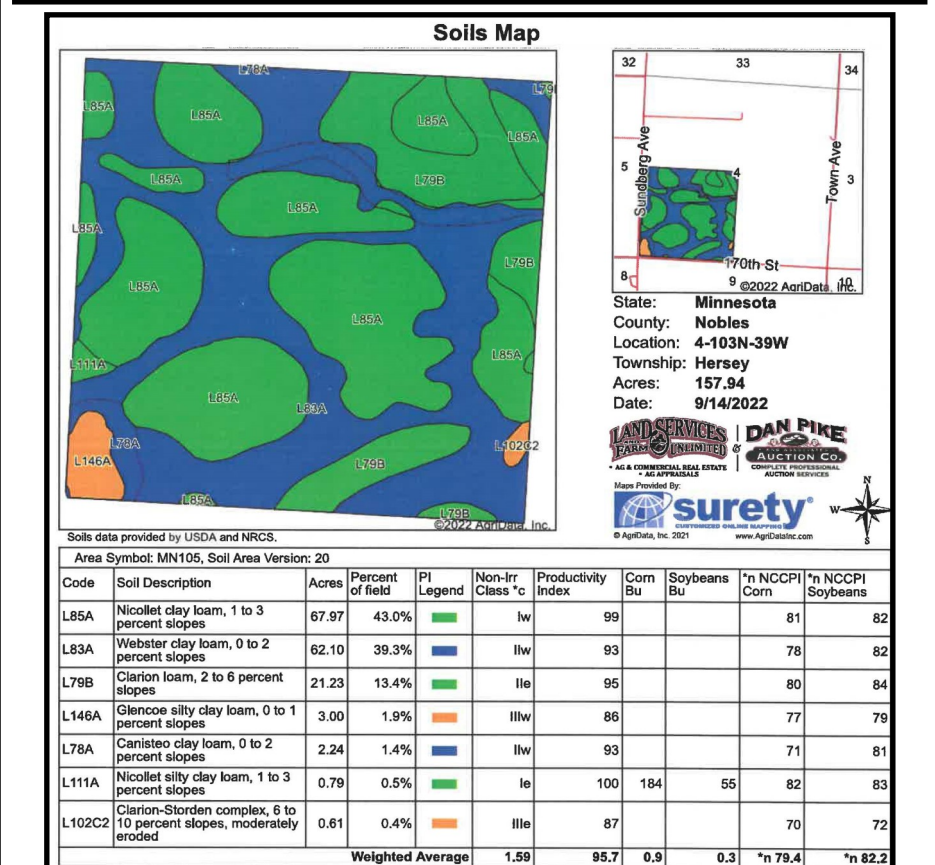 Soils Map
L78A
L79
L85A
L85A
L85A
L85A
L79B
L85A
L85A
L85A
L79B
L85A
L85A
L85A
L111A
L85A
L83A
L78A
L102C2
L146A
L79B
L85A
L79B
©2022 AgriData, Inc.
Soils data provided by USDA and NRCS.
32 33 34
Sundberg Ave
Town Ave
5 4 3
170th St
8 9 10
©2022 AgriData, Inc.
State: Minnesota
County: Nobles
Location: 4-103N-39W
Township: Hersey
Acres: 157.94
Date: 9/14/2022
LAND SERVICES
FARM UNLIMITED
• AG & COMMERCIAL REAL ESTATE
• AG APPRAISALS
&
DAN PIKE
AUCTION CO.
COMPLETE PROFESSIONAL
AUCTION SERVICES
Maps Provided By:
surety®
CUSTOMIZED ONLINE MAPPING
© AgriData, Inc. 2021 www.AgriDataInc.com
N
W E
S
Area Symbol: MN105, Soil Area Version: 20
Code Soil Description Acres Percent of field PI Legend Non-Irr Class *c Productivity Index Corn Bu Soybeans Bu *n NCCPI Corn *n NCCPI Soybeans
L85A Nicollet clay loam, 1 to 3 percent slopes 67.97 43.0% Iw 99 81 82
L83A Webster clay loam, 0 to 2 percent slopes 62.10 39.3% IIw 93 78 82
L79B Clarion loam, 2 to 6 percent slopes 21.23 13.4% IIe 95 80 84
L146A Glencoe silty clay loam, 0 to 1 percent slopes 3.00 1.9% IIIw 86 77 79
L78A Canisteo clay loam, 0 to 2 percent slopes 2.24 1.4% IIw 93 71 81
L111A Nicollet silty clay loam, 1 to 3 percent slopes 0.79 0.5% Ie 100 184 55 82 83
L102C2 Clarion-Storden complex, 6 to 10 percent slopes, moderately eroded 0.61 0.4% IIIe 87 70 72
Weighted Average 1.59 95.7 0.9 0.3 *n 79.4 *n 82.2